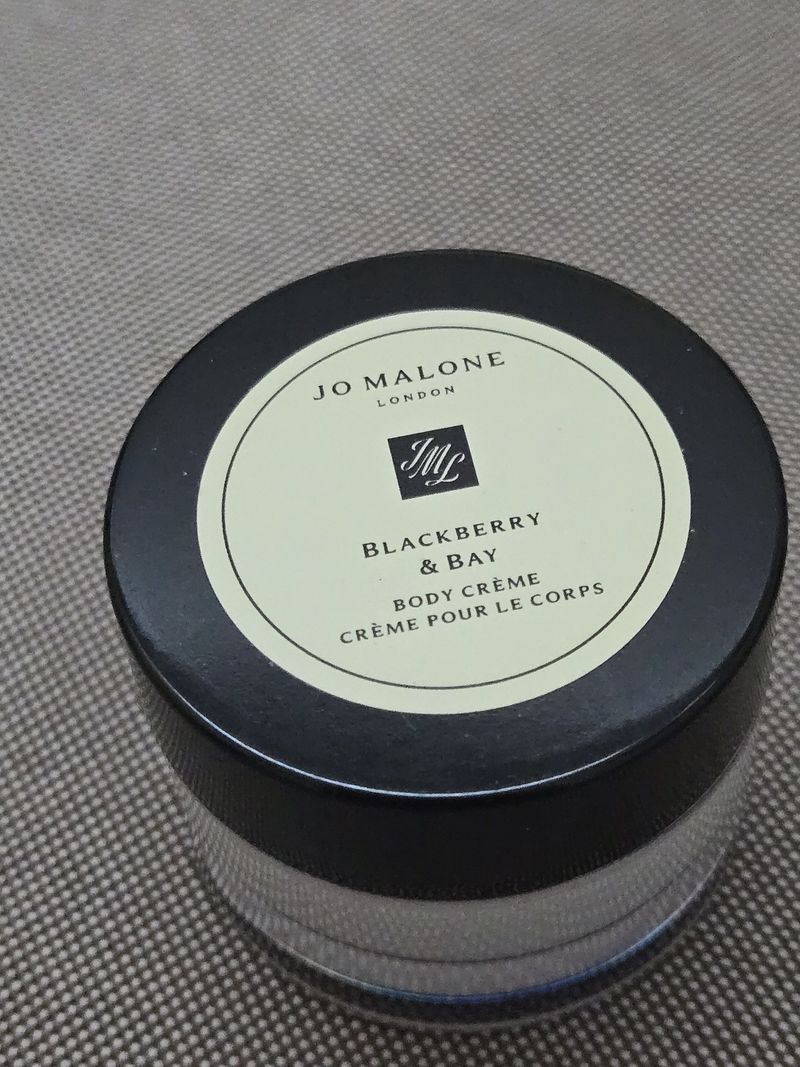 JO MALONE
LONDON
JML
BLACKBERRY
& BAY
BODY CRÈME
CRÈME POUR LE CORPS